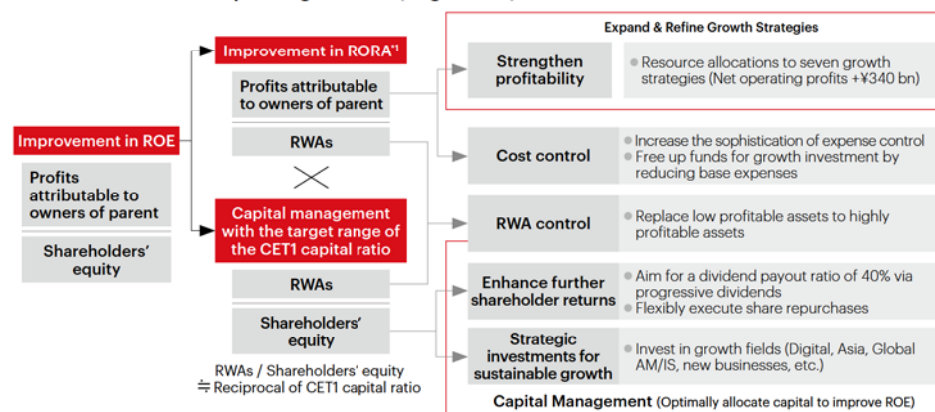 Expand & Refine Growth Strategies
Improvement in RORA*1
Strengthen
profitability
Resource allocations to seven growth
strategies (Net operating profits +¥340 bn)
Profits attributable
to owners of parent
RWAs
Improvement in ROE
Profits
attributable to
owners of parent
Shareholders'
equity
Cost control
Increase the sophistication of expense control
Free up funds for growth investment by
reducing base expenses
Capital management
with the target range of
the CET1 capital ratio
RWA control
Replace low profitable assets to highly
profitable assets
RWAs
Shareholders'
equity
Enhance further
shareholder returns
Aim for a dividend payout ratio of 40% via
progressive dividends
Flexibly execute share repurchases
Strategic
investments for
sustainable growth
Invest in growth fields (Digital, Asia, Global
AM/IS, new businesses, etc.)
RWAs / Shareholders' equity
≒ Reciprocal of CET1 capital ratio
Capital Management (Optimally allocate capital to improve ROE)